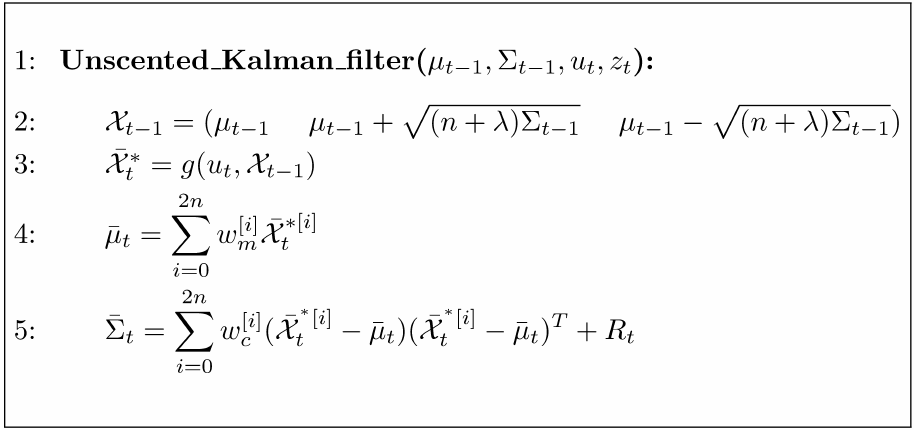 1: Unscented_Kalman_filter(μ_{t−1}, Σ_{t−1}, u_t, z_t):
2: 𝒳_{t−1} = (μ_{t−1}   μ_{t−1} + √((n + λ)Σ_{t−1})   μ_{t−1} − √((n + λ)Σ_{t−1}))
3: 𝒳̄_t^* = g(u_t, 𝒳_{t−1})
4: μ̄_t = ∑_{i=0}^{2n} w_m^{[i]} 𝒳̄_t^{*[i]}
5: Σ̄_t = ∑_{i=0}^{2n} w_c^{[i]} (𝒳̄_t^{*[i]} − μ̄_t)(𝒳̄_t^{*[i]} − μ̄_t)^T + R_t